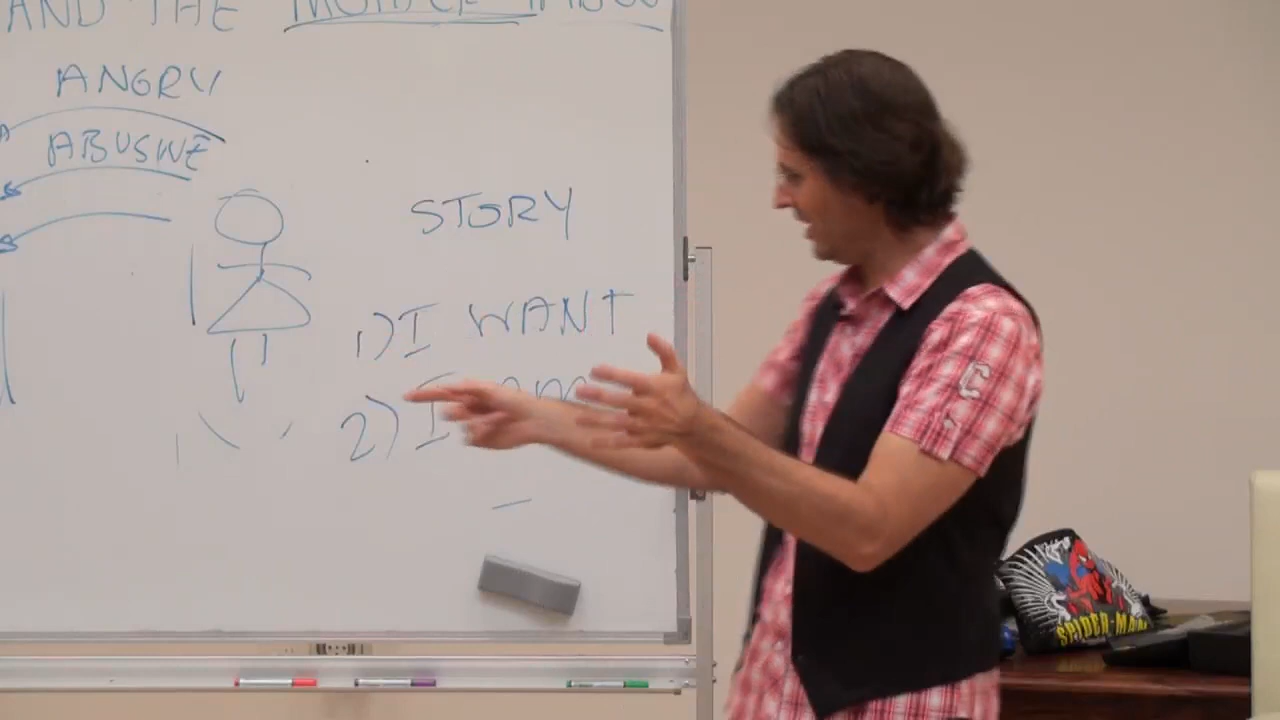 AND THE
ANGRY
ABUSIVE
STORY
1) I WANT
2) I
C
SPIDER-MAN